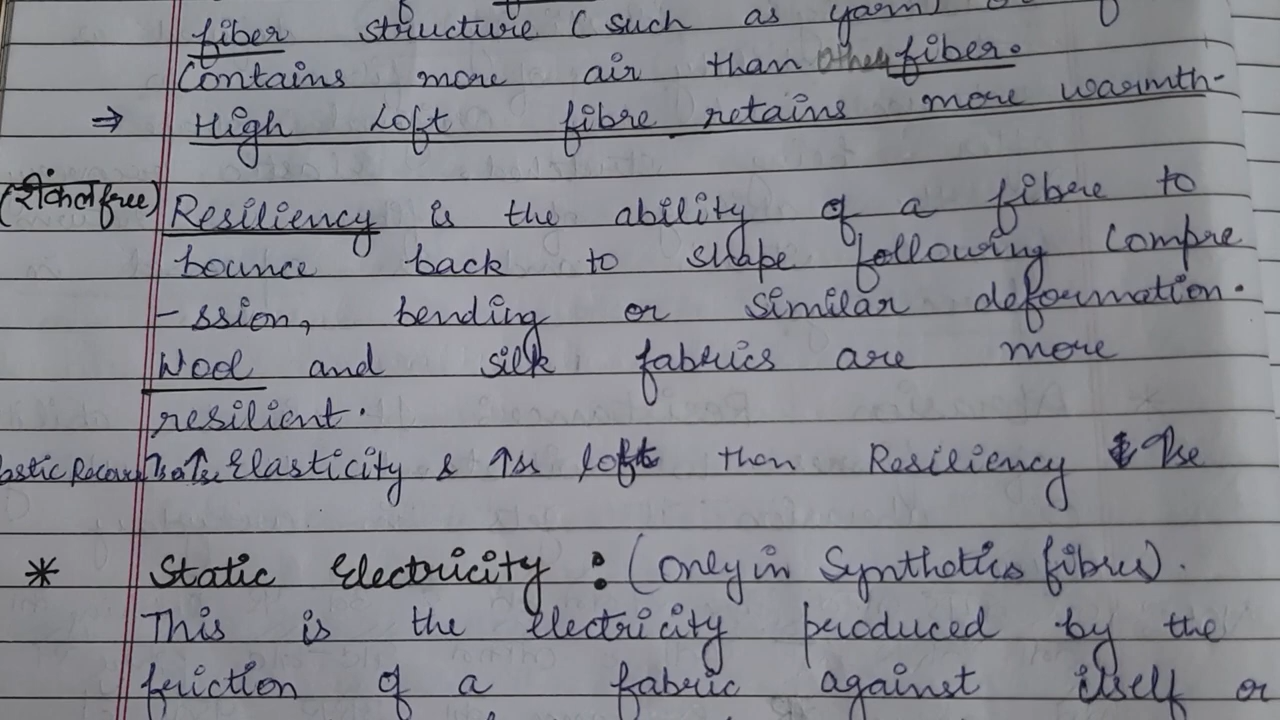 fiber structure (such as yarn)
Contains more air than other fiber.
⇒ High Loft fibre retains more warmth-
(रींकल free) Resiliency is the ability of a fibre to
bounce back to shape following Compre
-ssion, bending or similar deformation.
Wool and silk fabrics are more
resilient.
Elasticity & ↑se loft then Resiliency ↑se
* Static Electricity : (only in Synthetics fibres).
This is the electricity produced by the
friction of a fabric against itself or